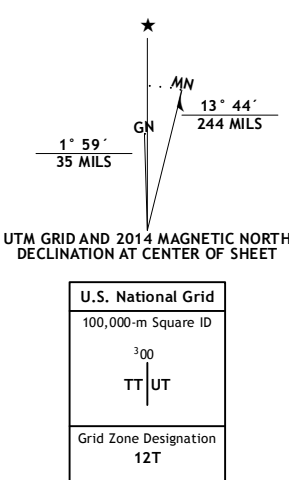 ★
MN
GN
13° 44´
244 MILS
1° 59´
35 MILS
UTM GRID AND 2014 MAGNETIC NORTH
DECLINATION AT CENTER OF SHEET
U.S. National Grid
100,000-m Square ID
³00
TT UT
Grid Zone Designation
12T